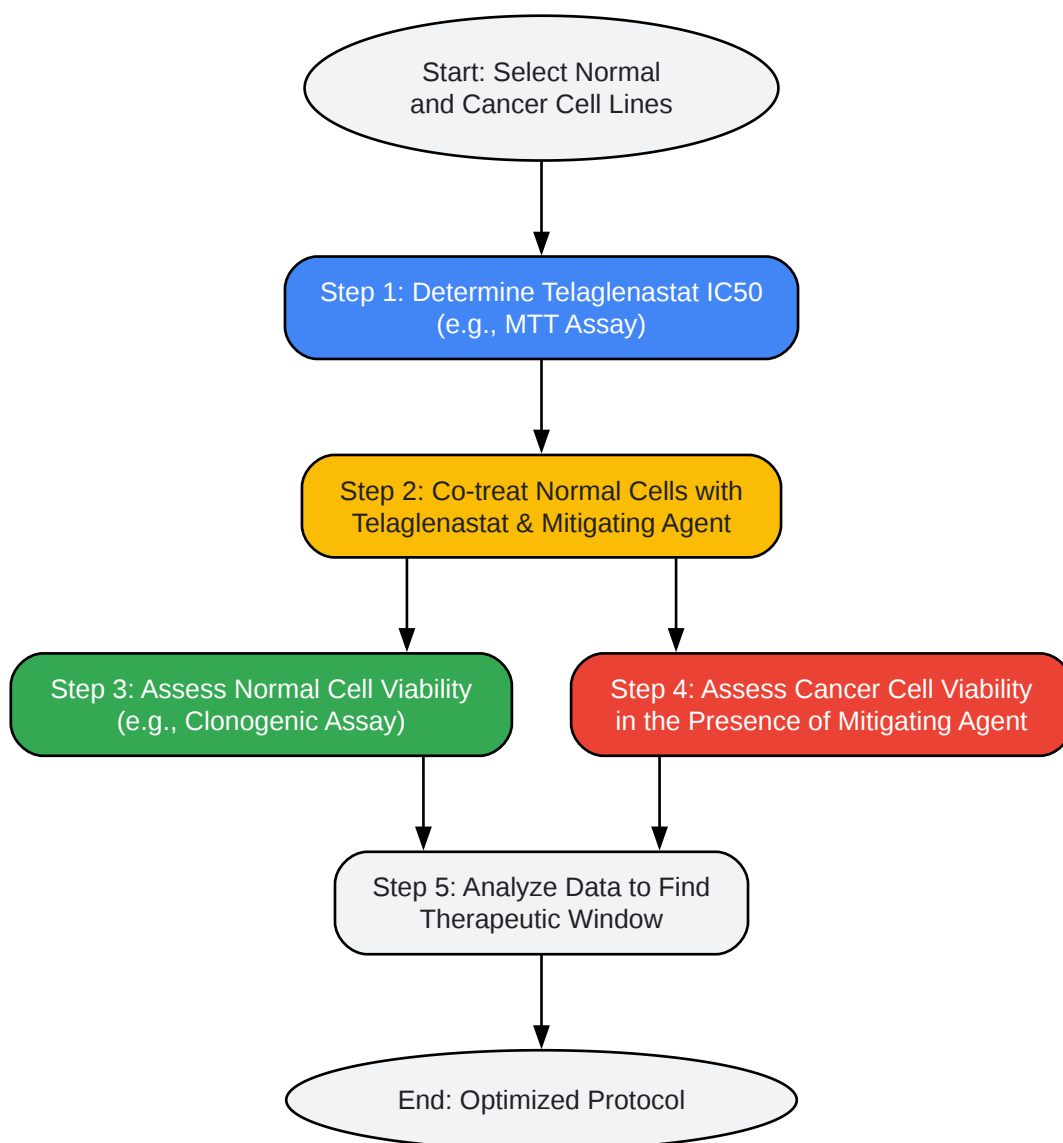 Start: Select Normal
and Cancer Cell Lines
Step 1: Determine Telaglenastat IC50
(e.g., MTT Assay)
Step 2: Co-treat Normal Cells with
Telaglenastat & Mitigating Agent
Step 3: Assess Normal Cell Viability
(e.g., Clonogenic Assay)
Step 4: Assess Cancer Cell Viability
in the Presence of Mitigating Agent
Step 5: Analyze Data to Find
Therapeutic Window
End: Optimized Protocol